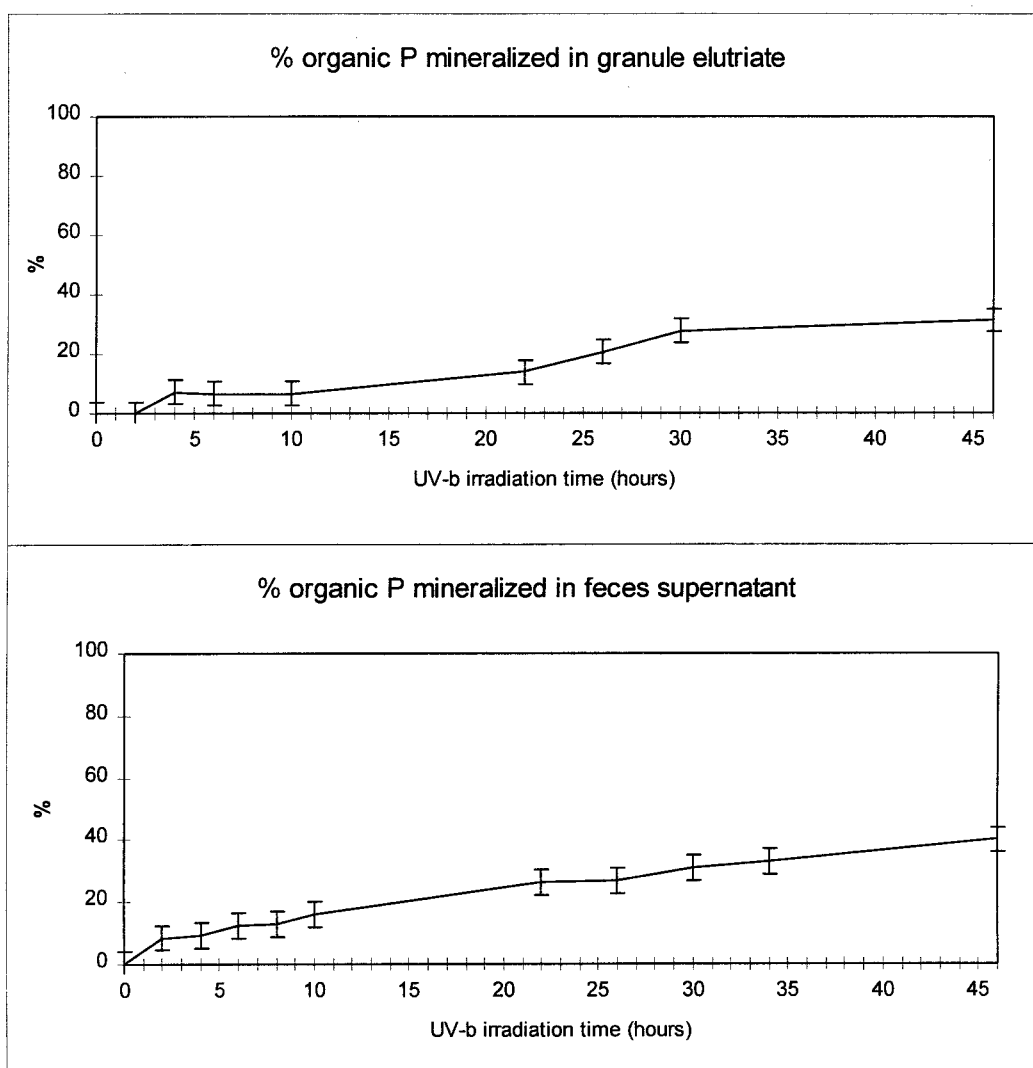 % organic P mineralized in granule elutriate
100
80
60
40
20
0
%
0 5 10 15 20 25 30 35 40 45
UV-b irradiation time (hours)
% organic P mineralized in feces supernatant
100
80
60
40
20
0
%
0 5 10 15 20 25 30 35 40 45
UV-b irradiation time (hours)